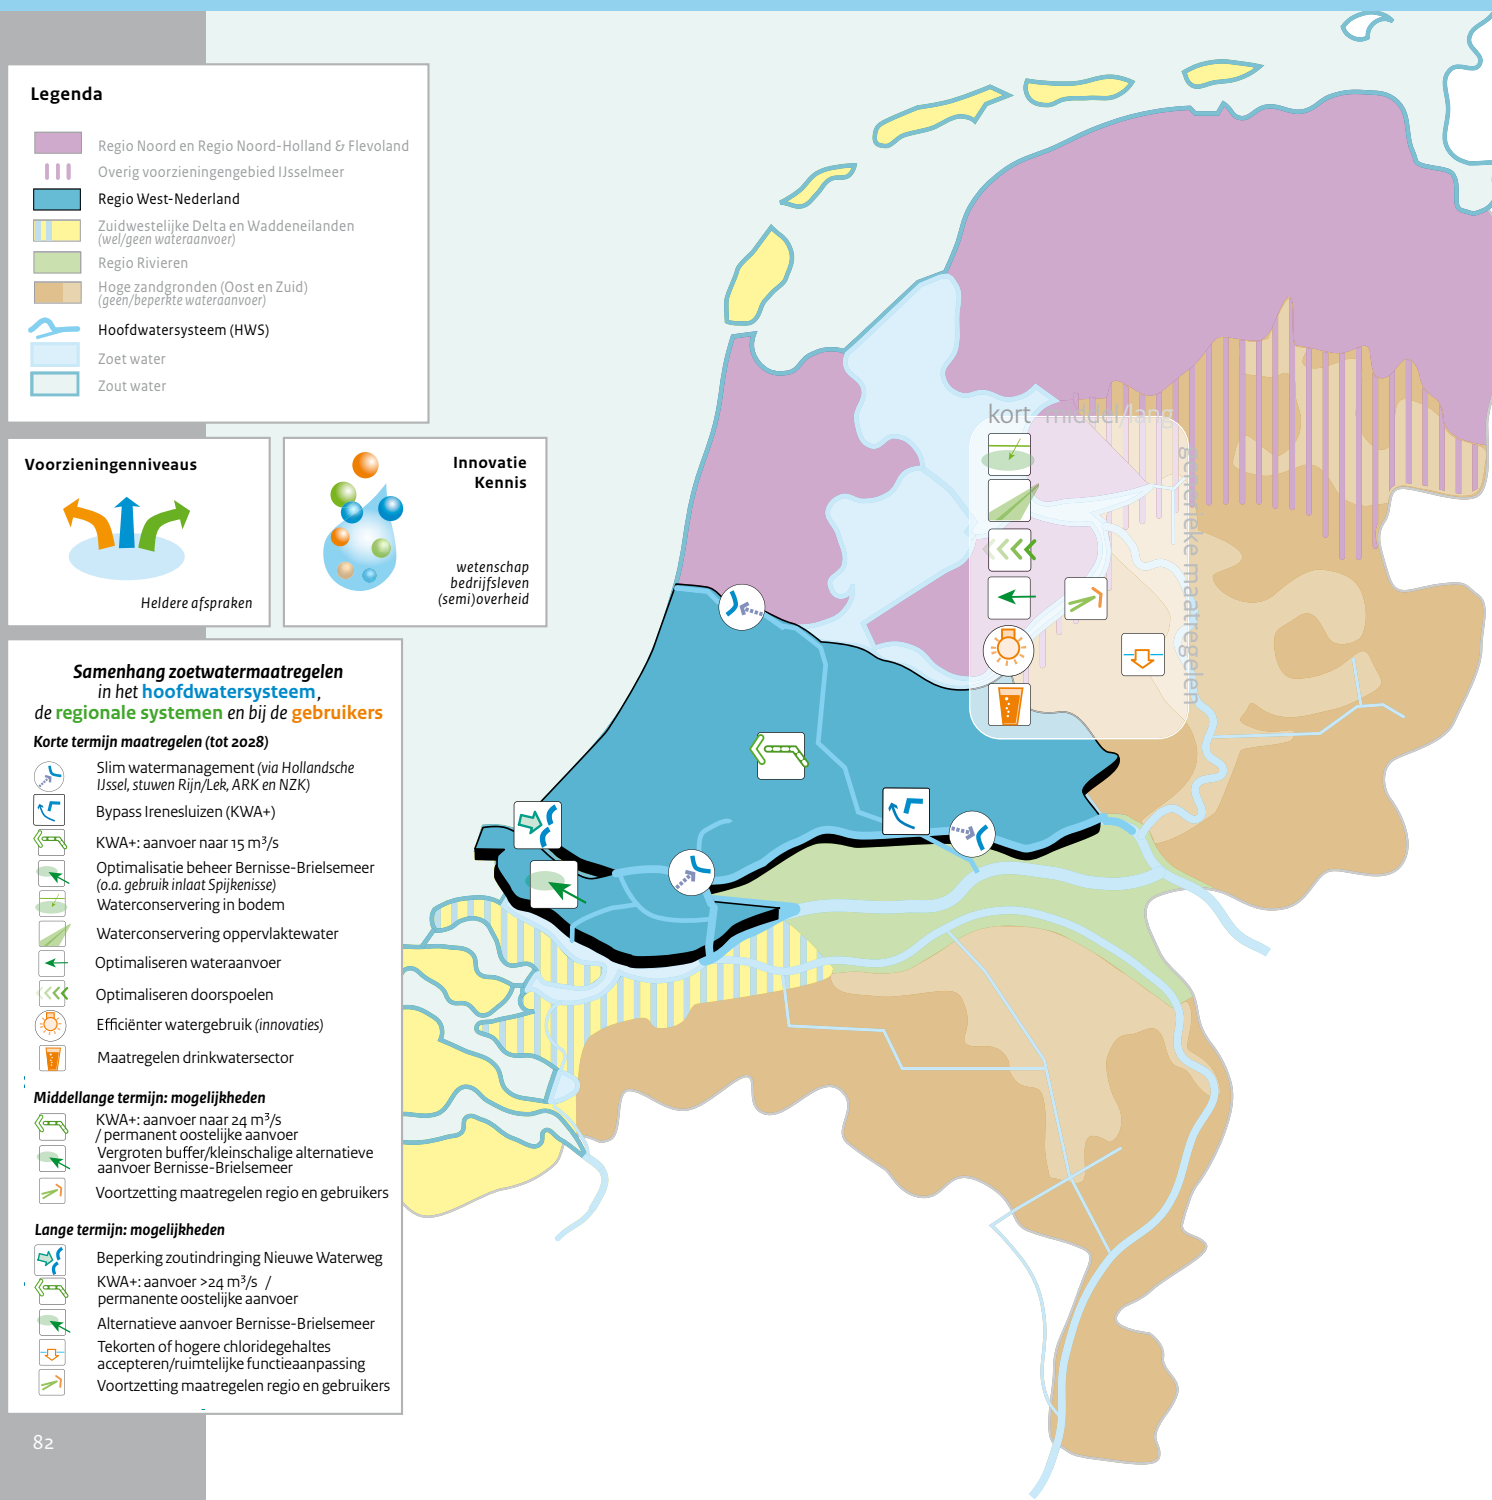 Legenda
Regio Noord en Regio Noord-Holland & Flevoland
Overig voorzieningengebied IJsselmeer
Regio West-Nederland
Zuidwestelijke Delta en Waddeneilanden
(wel/geen wateraanvoer)
Regio Rivieren
Hoge zandgronden (Oost en Zuid)
(geen/beperkte wateraanvoer)
Hoofdwatersysteem (HWS)
Zoet water
Zout water
Voorzieningenniveaus
Heldere afspraken
Innovatie
Kennis
wetenschap
bedrijfsleven
(semi)overheid
kort middel/lang
generieke maatregelen
Samenhang zoetwatermaatregelen
in het hoofdwatersysteem,
de regionale systemen en bij de gebruikers
Korte termijn maatregelen (tot 2028)
Slim watermanagement (via Hollandsche
IJssel, stuwen Rijn/Lek, ARK en NZK)
Bypass Irenesluizen (KWA+)
KWA+: aanvoer naar 15 m³/s
Optimalisatie beheer Bernisse-Brielsemeer
(o.a. gebruik inlaat Spijkenisse)
Waterconservering in bodem
Waterconservering oppervlaktewater
Optimaliseren wateraanvoer
Optimaliseren doorspoelen
Efficiënter watergebruik (innovaties)
Maatregelen drinkwatersector
Middellange termijn: mogelijkheden
KWA+: aanvoer naar 24 m³/s
/ permanent oostelijke aanvoer
Vergroten buffer/kleinschalige alternatieve
aanvoer Bernisse-Brielsemeer
Voortzetting maatregelen regio en gebruikers
Lange termijn: mogelijkheden
Beperking zoutindringing Nieuwe Waterweg
KWA+: aanvoer >24 m³/s /
permanente oostelijke aanvoer
Alternatieve aanvoer Bernisse-Brielsemeer
Tekorten of hogere chloridegehaltes
accepteren/ruimtelijke functieaanpassing
Voortzetting maatregelen regio en gebruikers
82